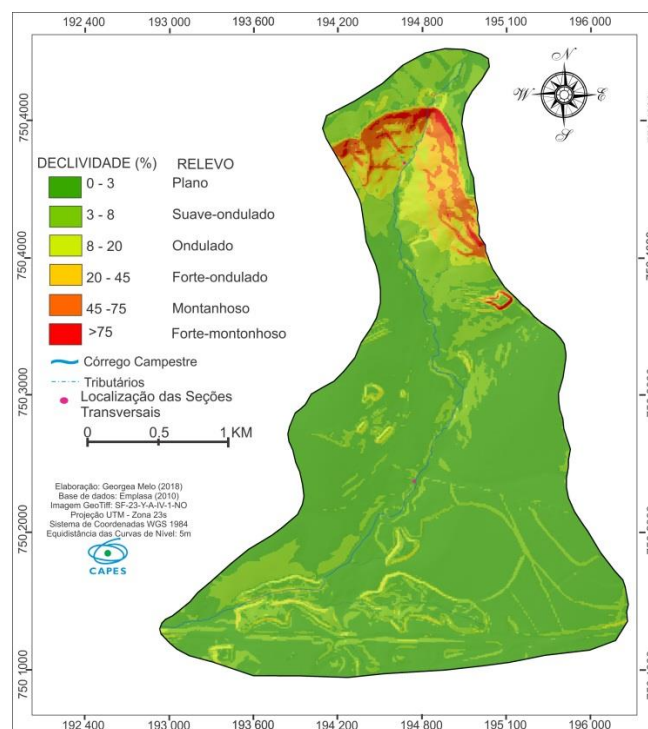 192 400 193 000 193 600 194 200 194 800 195 100 196 000
N
W E
S
750,4000
750,4000
750,3000
750,2000
750,1000
DECLIVIDADE (%) RELEVO
0 - 3 Plano
3 - 8 Suave-ondulado
8 - 20 Ondulado
20 - 45 Forte-ondulado
45 -75 Montanhoso
>75 Forte-montonhoso
Córrego Campestre
Tributários
Localização das Seções
Transversais
0 0.5 1 KM
Elaboração: Georgea Melo (2018)
Base de dados: Emplasa (2010)
Imagem GeoTiff: SF-23-Y-A-IV-1-NO
Projeção UTM - Zona 23s
Sistema de Coordenadas WGS 1984
Equidistância das Curvas de Nível: 5m
CAPES
192 400 193 000 193 600 194 200 194 800 195 100 196 000